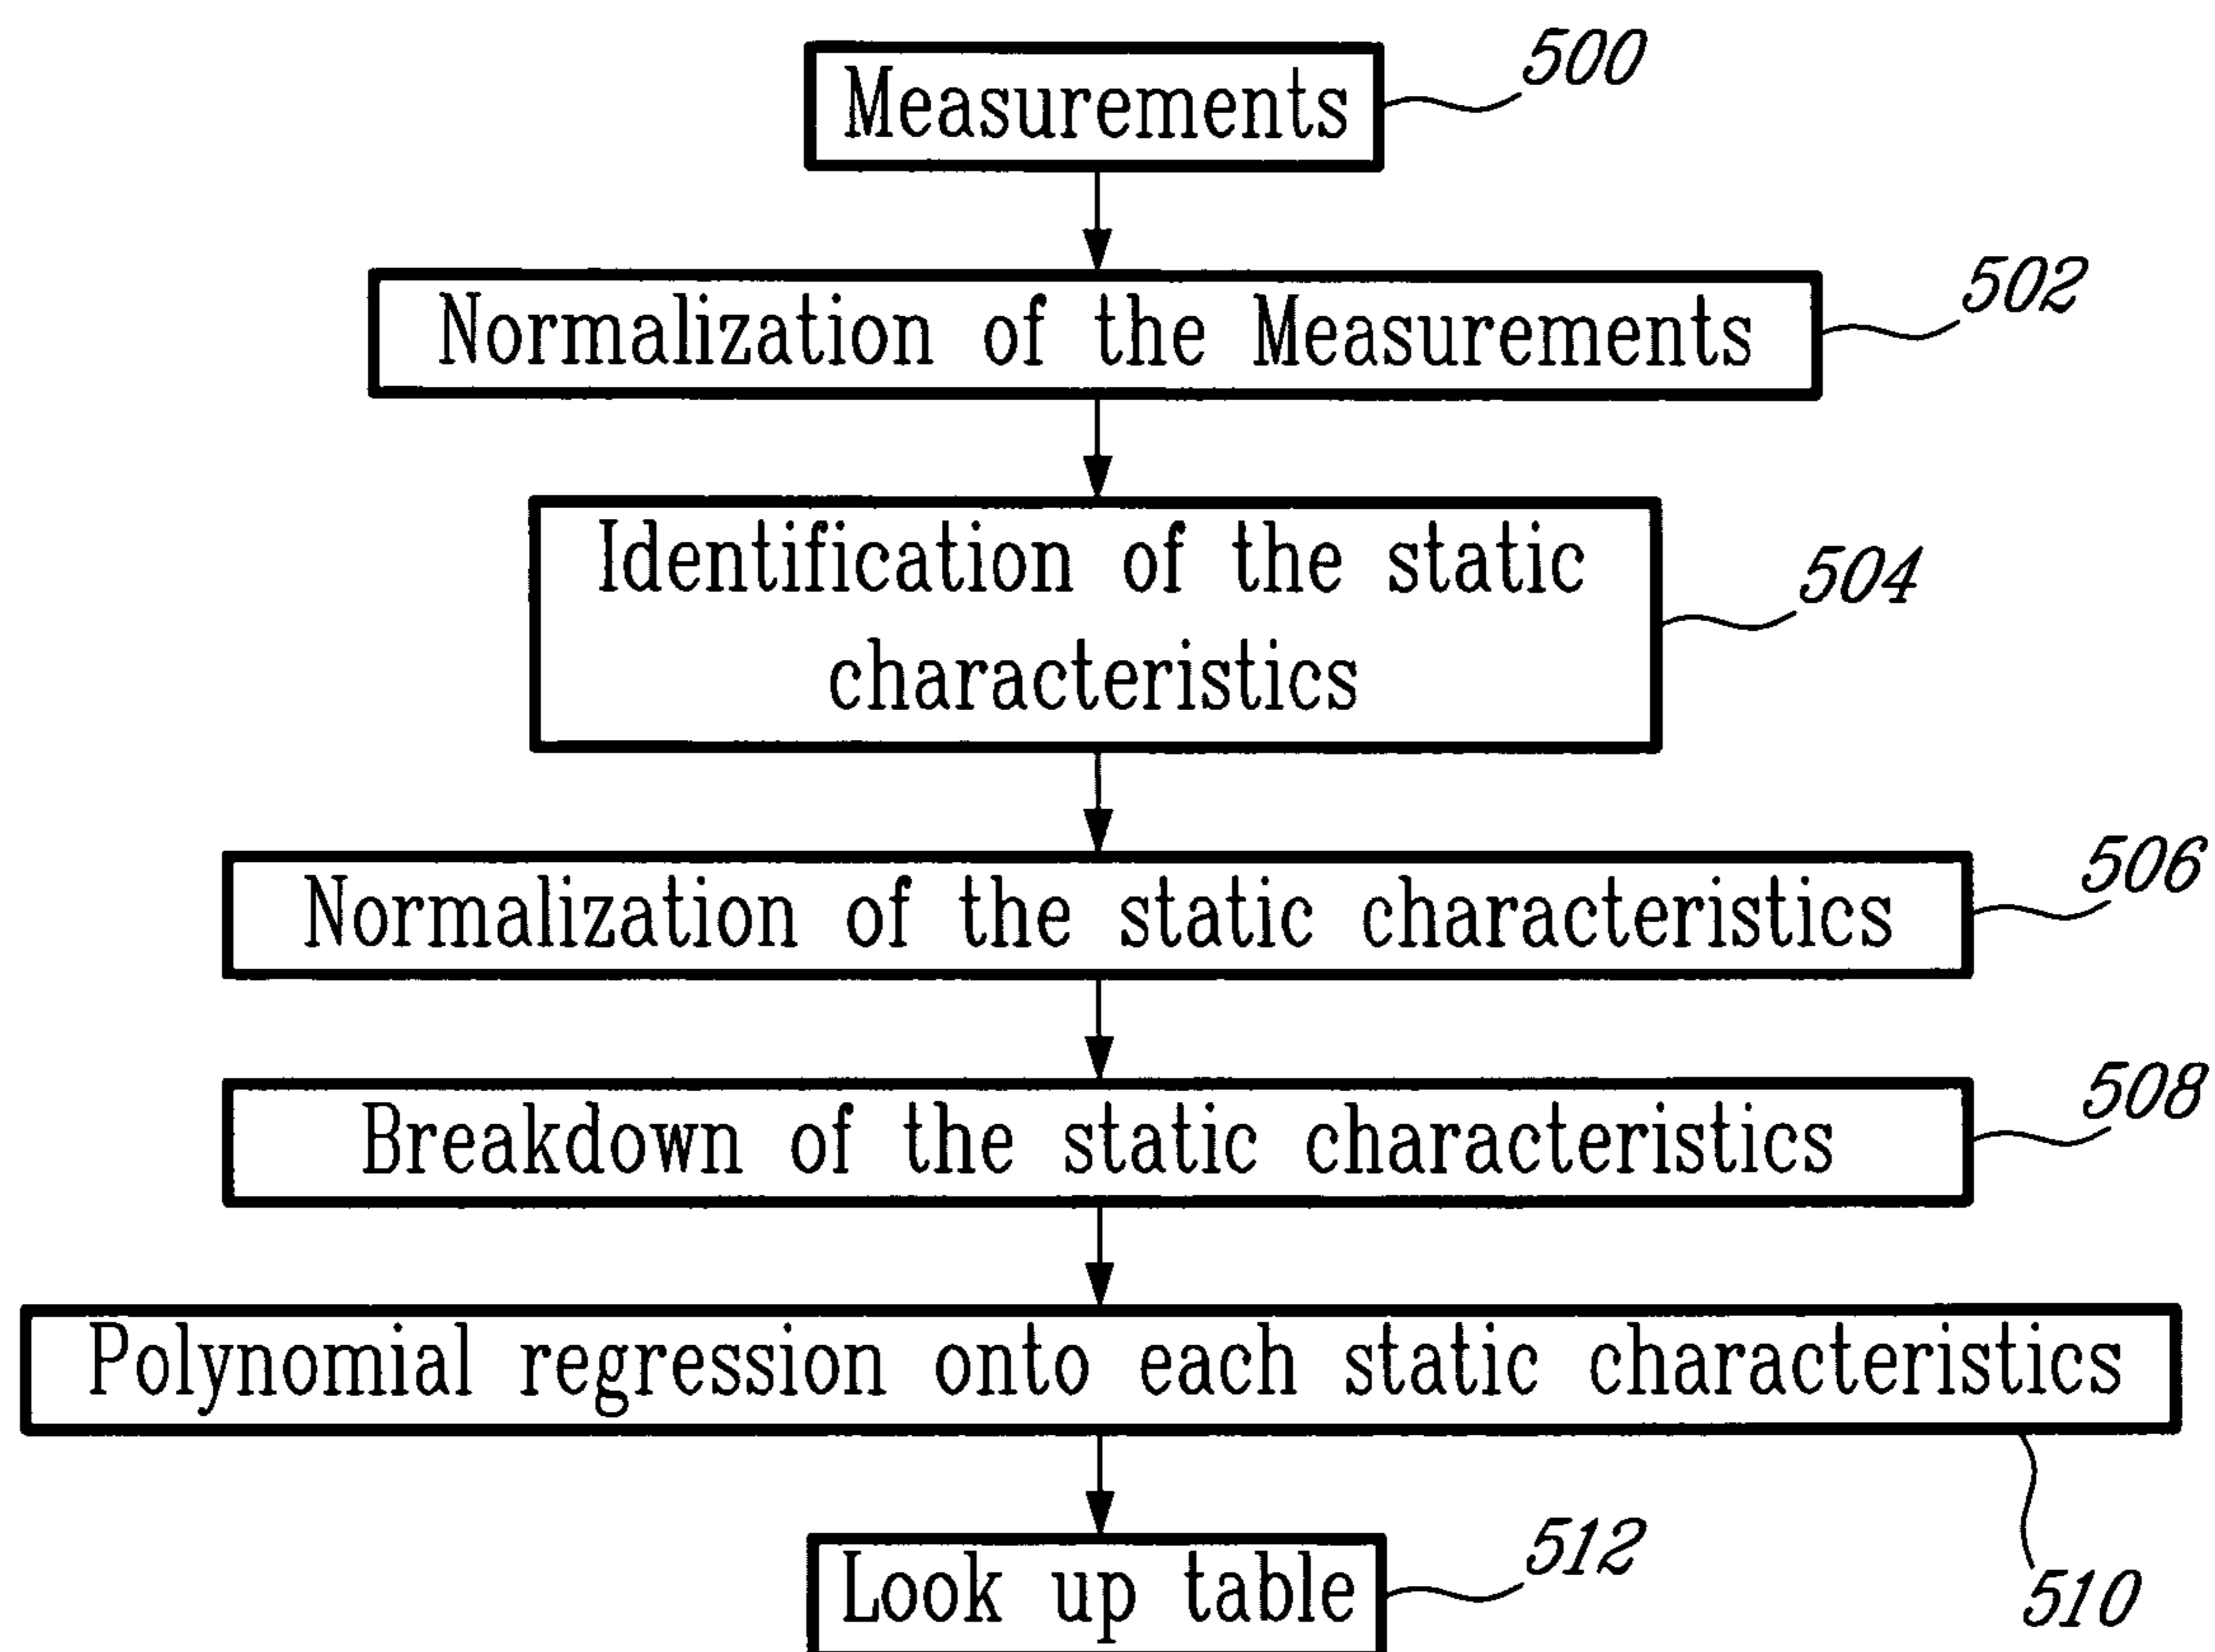 Measurements
500
Normalization of the Measurements
502
Identification of the static
characteristics
504
Normalization of the static characteristics
506
Breakdown of the static characteristics
508
Polynomial regression onto each static characteristics
510
Look up table
512